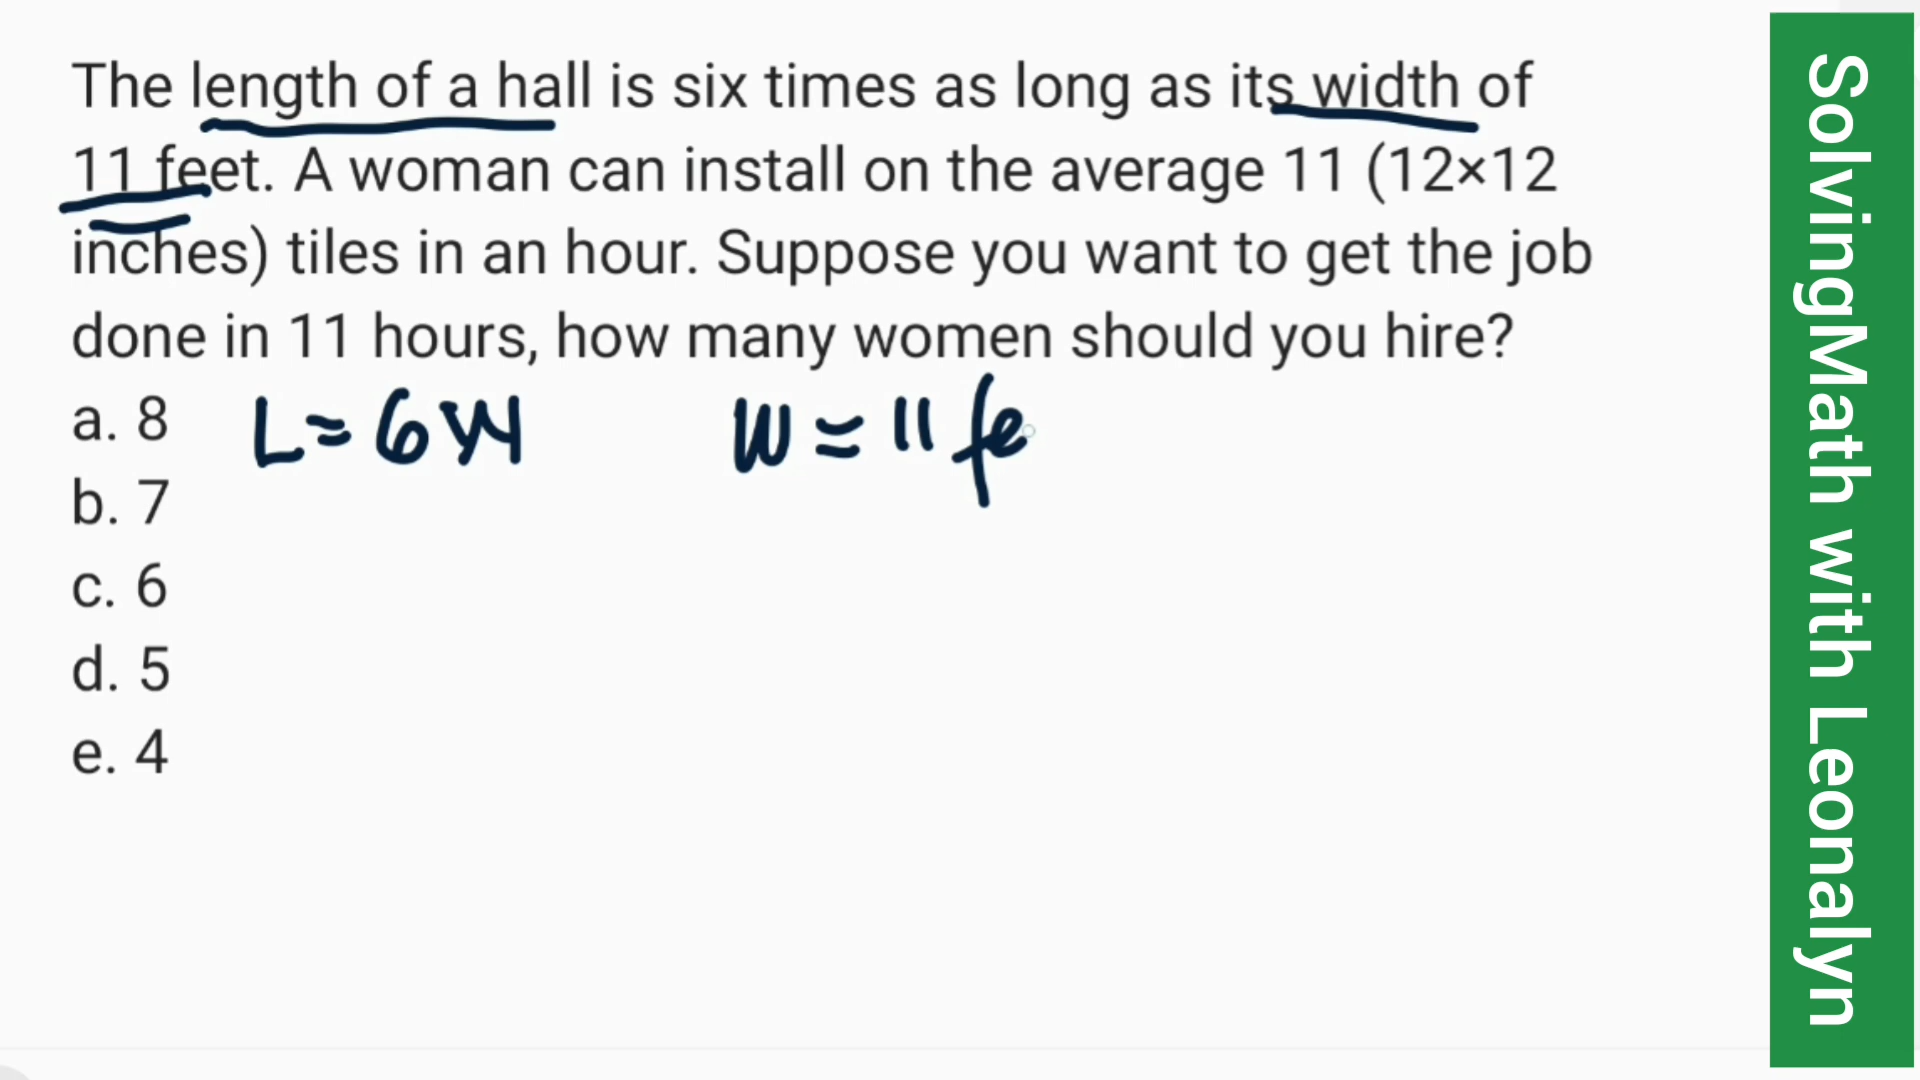 The length of a hall is six times as long as its width of
11 feet. A woman can install on the average 11 (12×12
inches) tiles in an hour. Suppose you want to get the job
done in 11 hours, how many women should you hire?
a. 8
L = 6W
W = 11 fe
b. 7
c. 6
d. 5
e. 4
SolvingMath with Leonalyn